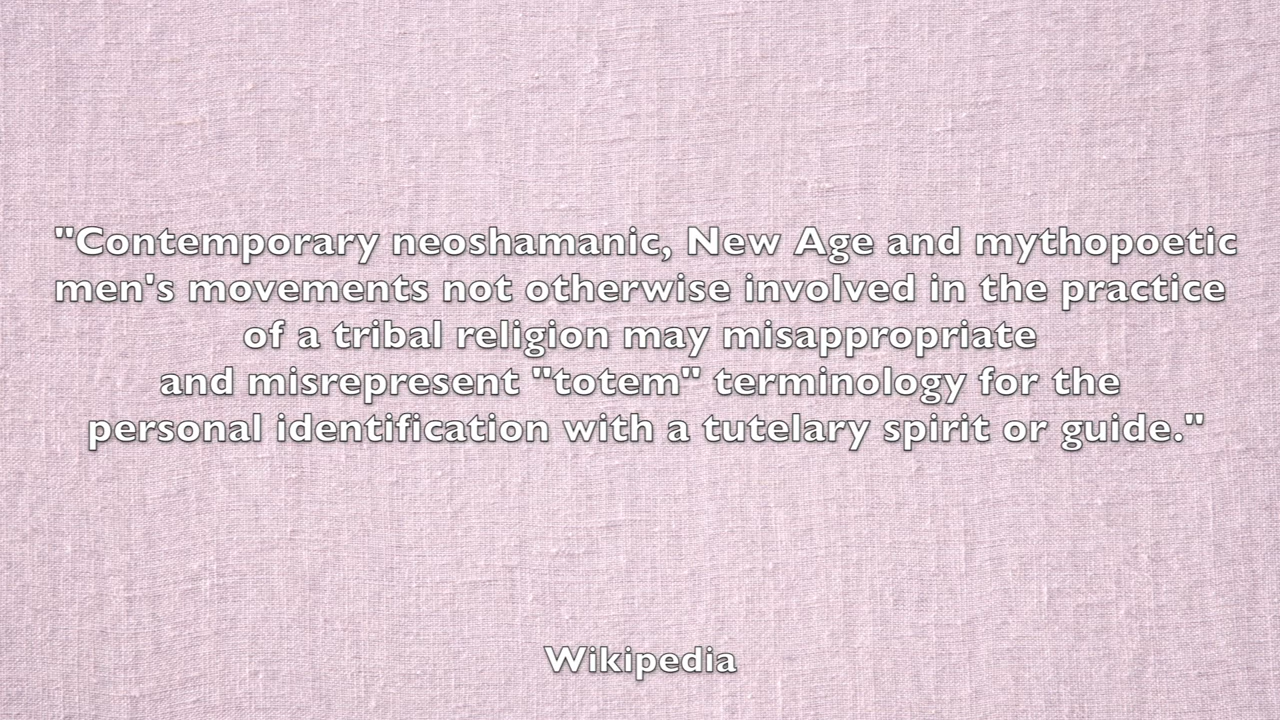 "Contemporary neoshamanic, New Age and mythopoetic
men's movements not otherwise involved in the practice
of a tribal religion may misappropriate
and misrepresent "totem" terminology for the
personal identification with a tutelary spirit or guide."
Wikipedia